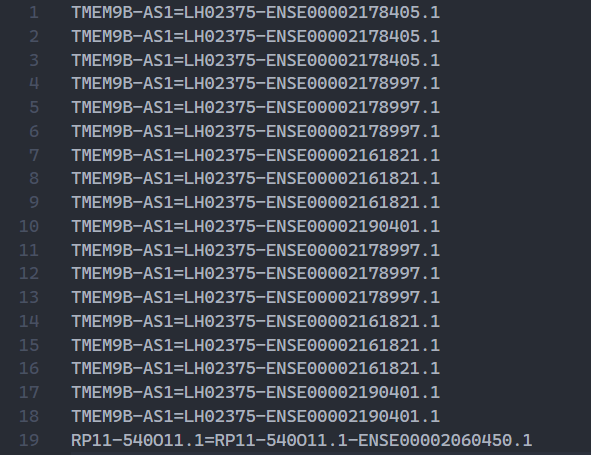 1 TMEM9B-AS1=LH02375-ENSE00002178405.1
2 TMEM9B-AS1=LH02375-ENSE00002178405.1
3 TMEM9B-AS1=LH02375-ENSE00002178405.1
4 TMEM9B-AS1=LH02375-ENSE00002178997.1
5 TMEM9B-AS1=LH02375-ENSE00002178997.1
6 TMEM9B-AS1=LH02375-ENSE00002178997.1
7 TMEM9B-AS1=LH02375-ENSE00002161821.1
8 TMEM9B-AS1=LH02375-ENSE00002161821.1
9 TMEM9B-AS1=LH02375-ENSE00002161821.1
10 TMEM9B-AS1=LH02375-ENSE00002190401.1
11 TMEM9B-AS1=LH02375-ENSE00002178997.1
12 TMEM9B-AS1=LH02375-ENSE00002178997.1
13 TMEM9B-AS1=LH02375-ENSE00002178997.1
14 TMEM9B-AS1=LH02375-ENSE00002161821.1
15 TMEM9B-AS1=LH02375-ENSE00002161821.1
16 TMEM9B-AS1=LH02375-ENSE00002161821.1
17 TMEM9B-AS1=LH02375-ENSE00002190401.1
18 TMEM9B-AS1=LH02375-ENSE00002190401.1
19 RP11-540O11.1=RP11-540O11.1-ENSE00002060450.1